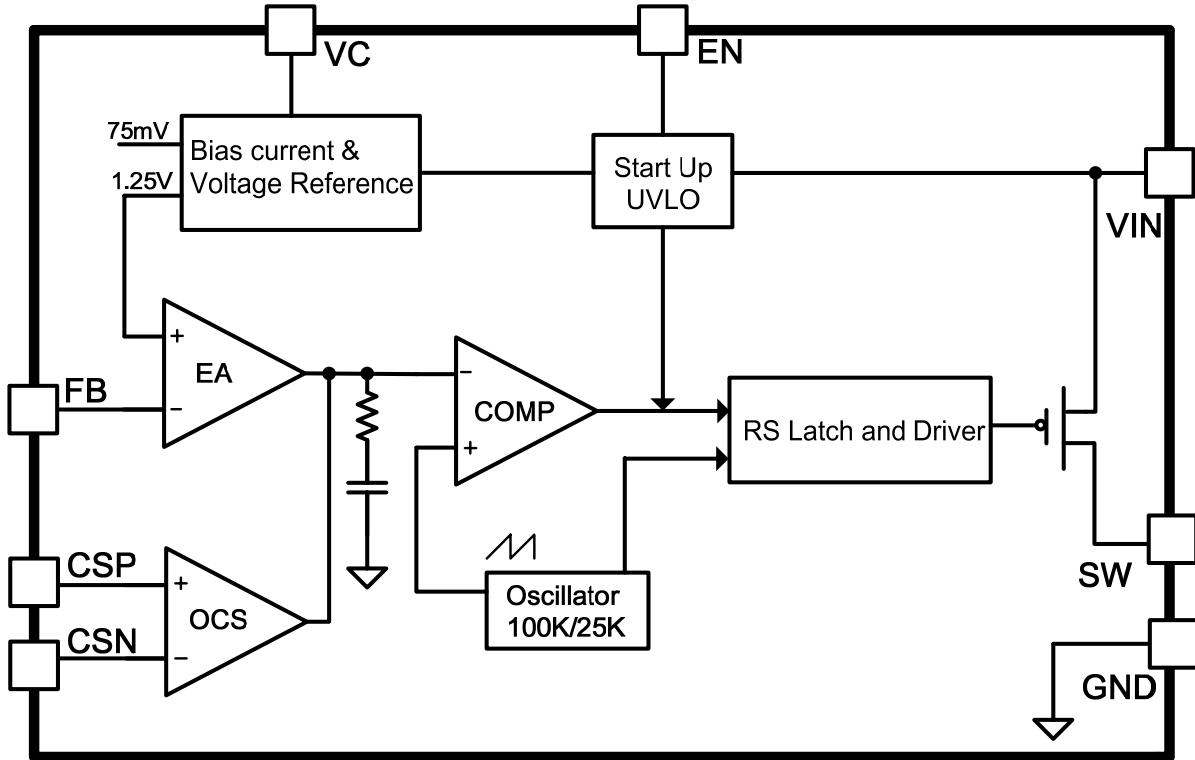 VC
EN
75mV
Bias current &
Voltage Reference
1.25V
Start Up
UVLO
VIN
+
EA
-
FB
-
COMP
+
RS Latch and Driver
CSP
+
OCS
CSN
-
Oscillator
100K/25K
SW
GND